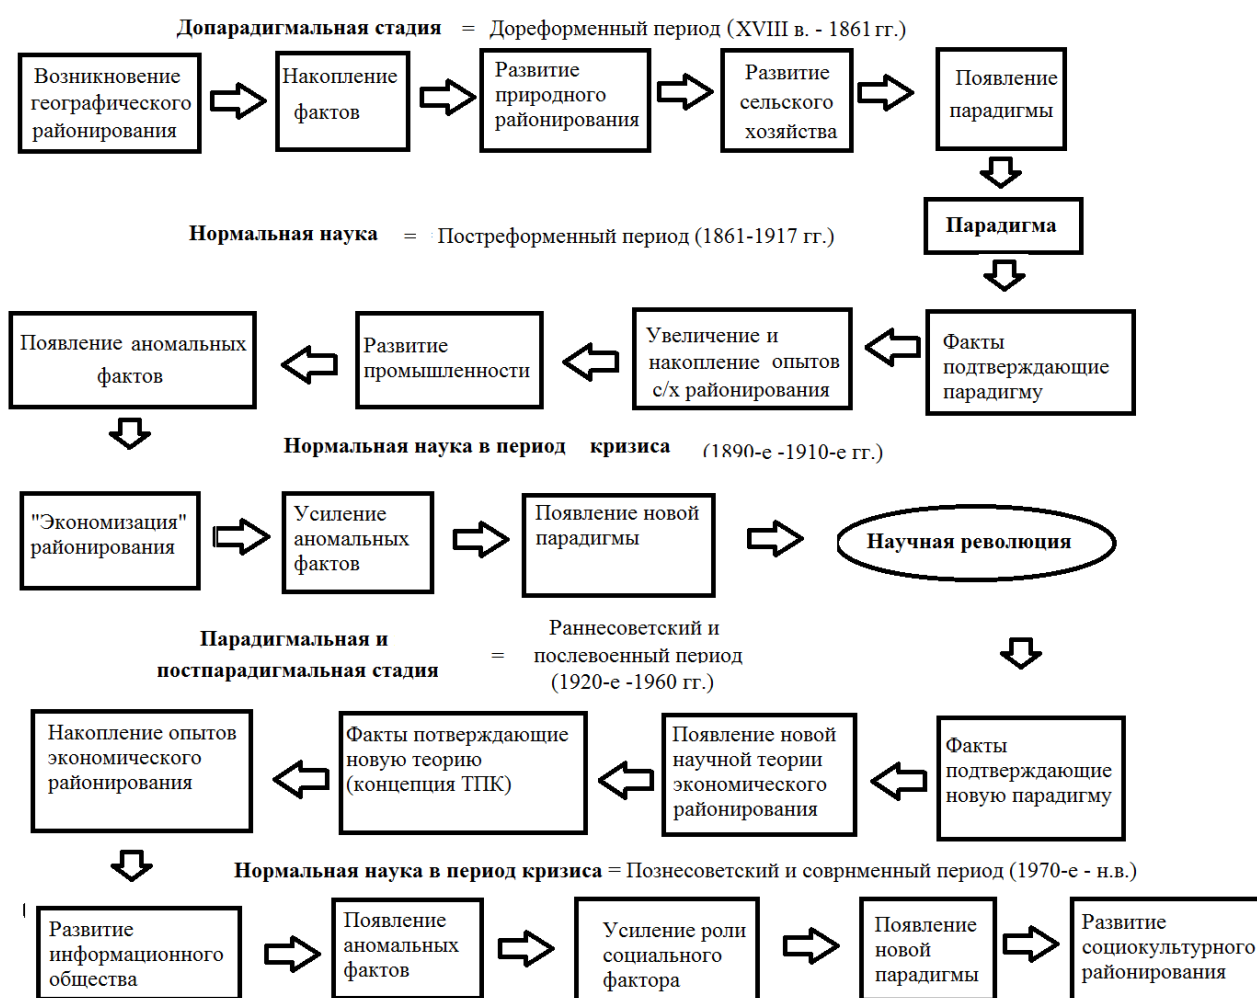 Допарадигмальная стадия = Дореформенный период (XVIII в. - 1861 гг.)
Возникновение
географического
районирования
Накопление
фактов
Развитие
природного
районирования
Развитие
сельского
хозяйства
Появление
парадигмы
Парадигма
Нормальная наука = Постреформенный период (1861-1917 гг.)
Факты
подтверждающие
парадигму
Увеличение и
накопление опытов
с/х районирования
Развитие
промышленности
Появление аномальных
фактов
Нормальная наука в период кризиса (1890-е -1910-е гг.)
"Экономизация"
районирования
Усиление
аномальных
фактов
Появление новой
парадигмы
Научная революция
Парадигмальная и
постпарадигмальная стадия
=
Раннесоветский и
послевоенный период
(1920-е -1960 гг.)
Факты
подтверждающие
новую парадигму
Появление новой
научной теории
экономического
районирования
Факты потверждающие
новую теорию
(концепция ТПК)
Накопление опытов
экономического
районирования
Нормальная наука в период кризиса = Познесоветский и соврнменный период (1970-е - н.в.)
Развитие
информационного
общества
Появление
аномальных
фактов
Усиление роли
социального
фактора
Появление
новой
парадигмы
Развитие
социокультурного
районирования